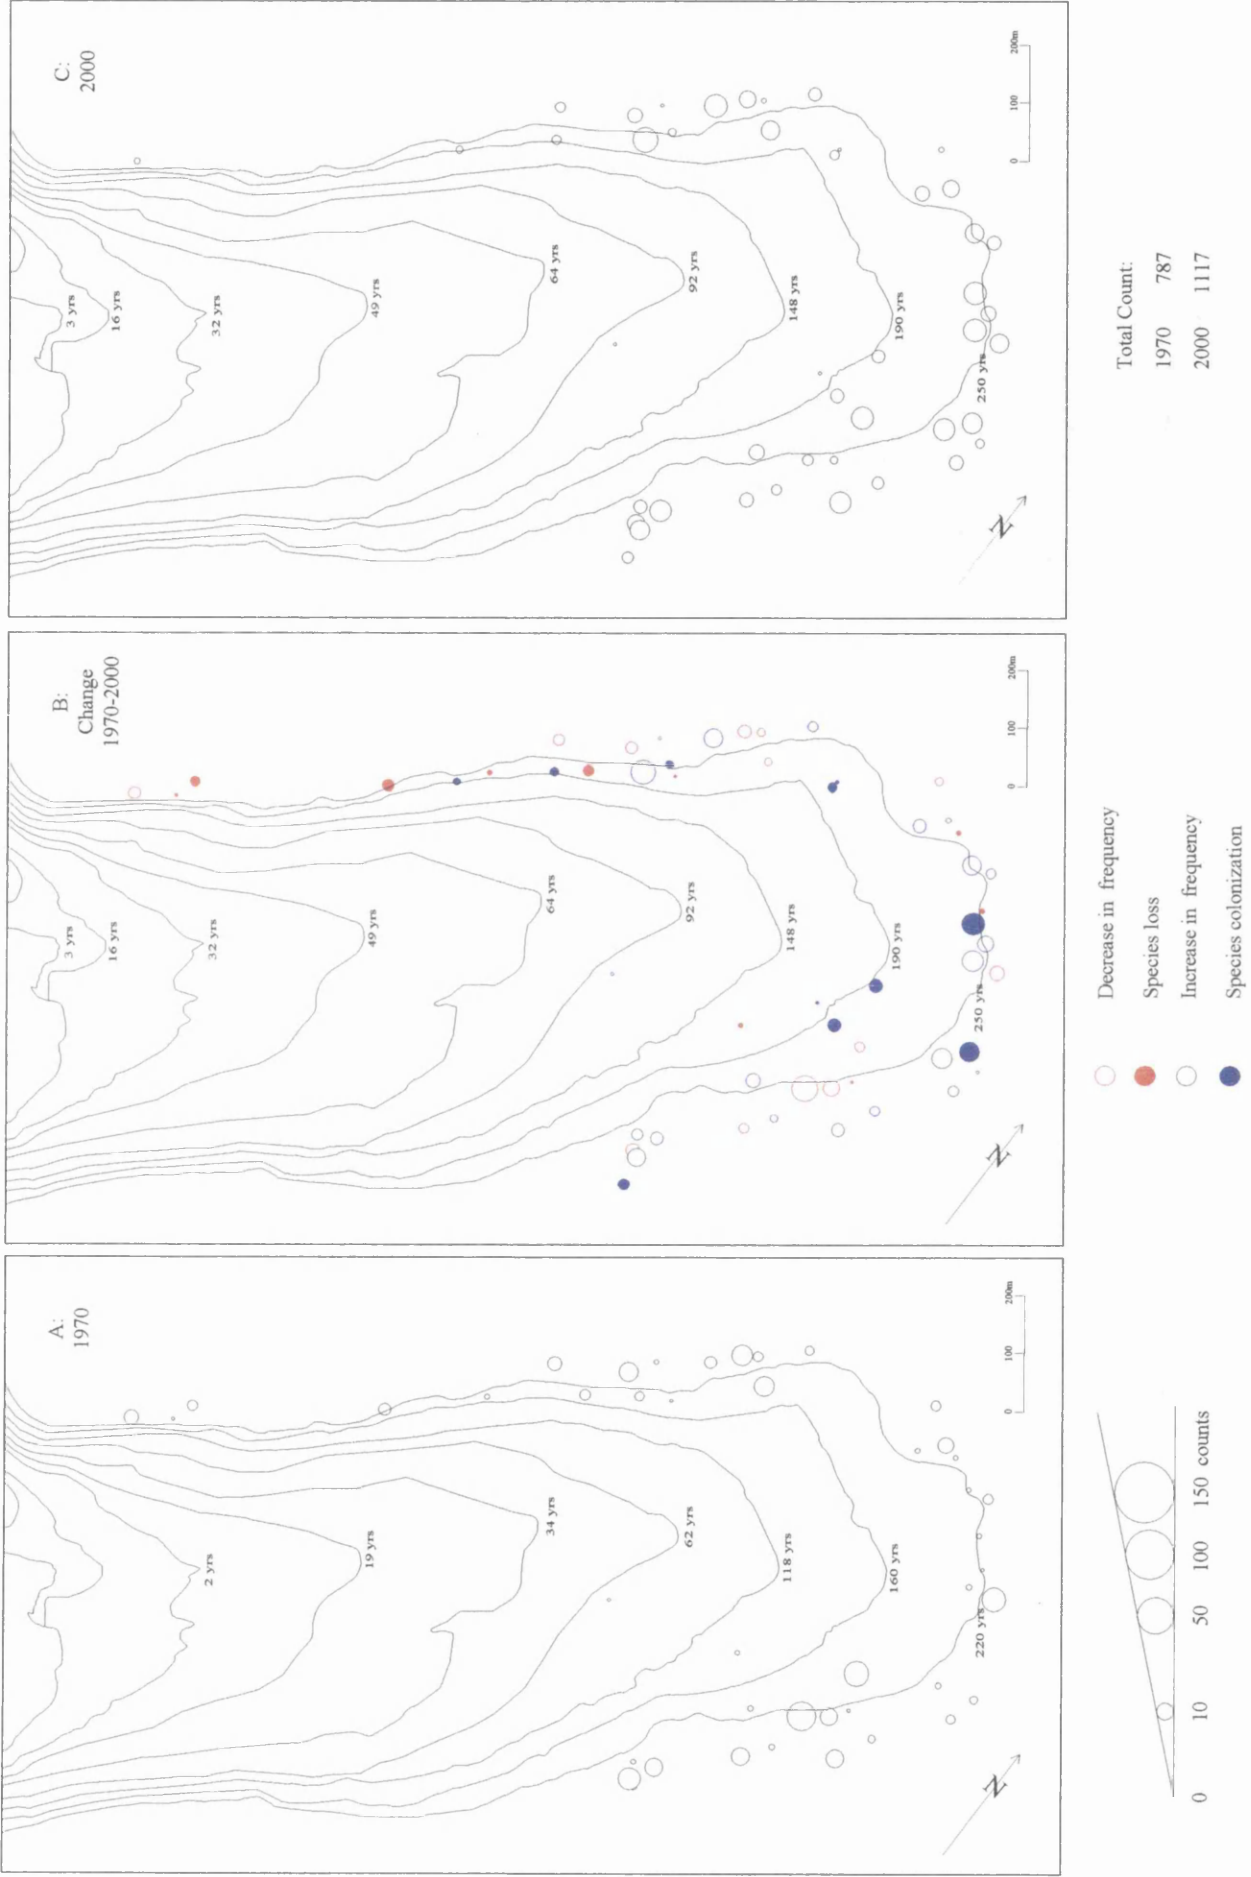 A:
1970
2 yrs
19 yrs
34 yrs
62 yrs
118 yrs
160 yrs
220 yrs
N
0 100 200m
B:
Change
1970-2000
3 yrs
16 yrs
32 yrs
49 yrs
64 yrs
92 yrs
148 yrs
190 yrs
250 yrs
N
0 100 200m
C:
2000
3 yrs
16 yrs
32 yrs
49 yrs
64 yrs
92 yrs
148 yrs
190 yrs
250 yrs
N
0 100 200m
0 10 50 100 150 counts
Decrease in frequency
Species loss
Increase in frequency
Species colonization
Total Count:
1970 787
2000 1117